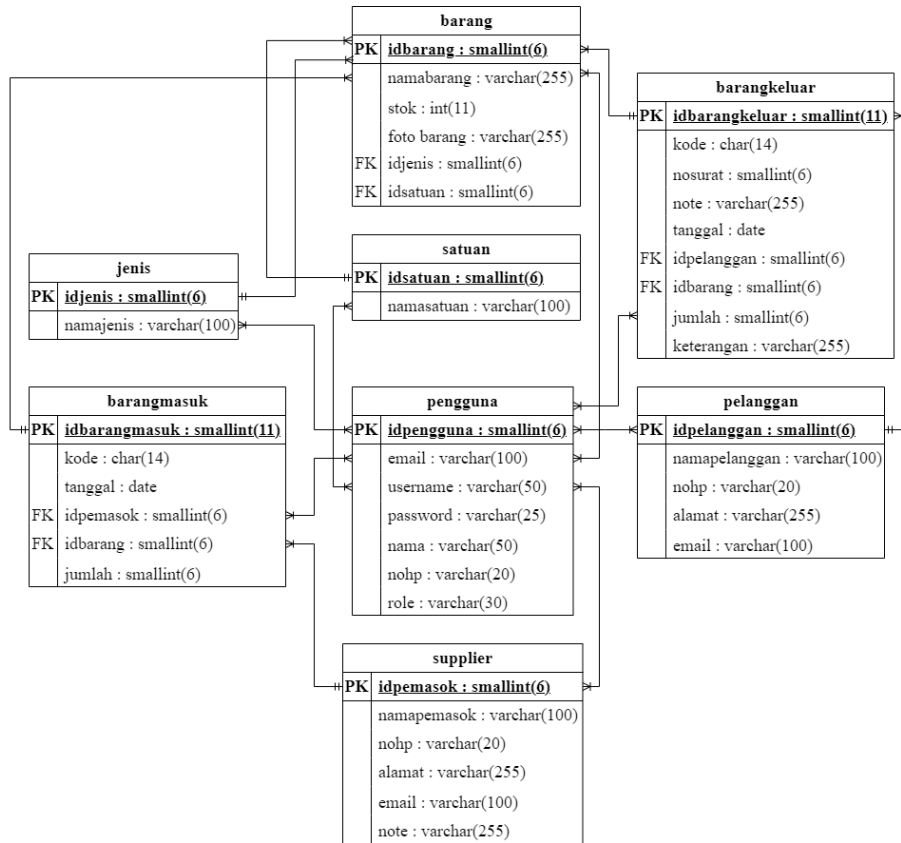 barang
PK idbarang : smallint(6)
namabarang : varchar(255)
stok : int(11)
foto barang : varchar(255)
FK idjenis : smallint(6)
FK idsatuan : smallint(6)
barangkeluar
PK idbarangkeluar : smallint(11)
kode : char(14)
nosurat : smallint(6)
note : varchar(255)
tanggal : date
FK idpelanggan : smallint(6)
FK idbarang : smallint(6)
jumlah : smallint(6)
keterangan : varchar(255)
satuan
PK idsatuan : smallint(6)
namasatuan : varchar(100)
jenis
PK idjenis : smallint(6)
namajenis : varchar(100)
barangmasuk
PK idbarangmasuk : smallint(11)
kode : char(14)
tanggal : date
FK idpemasok : smallint(6)
FK idbarang : smallint(6)
jumlah : smallint(6)
pengguna
PK idpengguna : smallint(6)
email : varchar(100)
username : varchar(50)
password : varchar(25)
nama : varchar(50)
nohp : varchar(20)
role : varchar(30)
pelanggan
PK idpelanggan : smallint(6)
namapelanggan : varchar(100)
nohp : varchar(20)
alamat : varchar(255)
email : varchar(100)
supplier
PK idpemasok : smallint(6)
namapemasok : varchar(100)
nohp : varchar(20)
alamat : varchar(255)
email : varchar(100)
note : varchar(255)